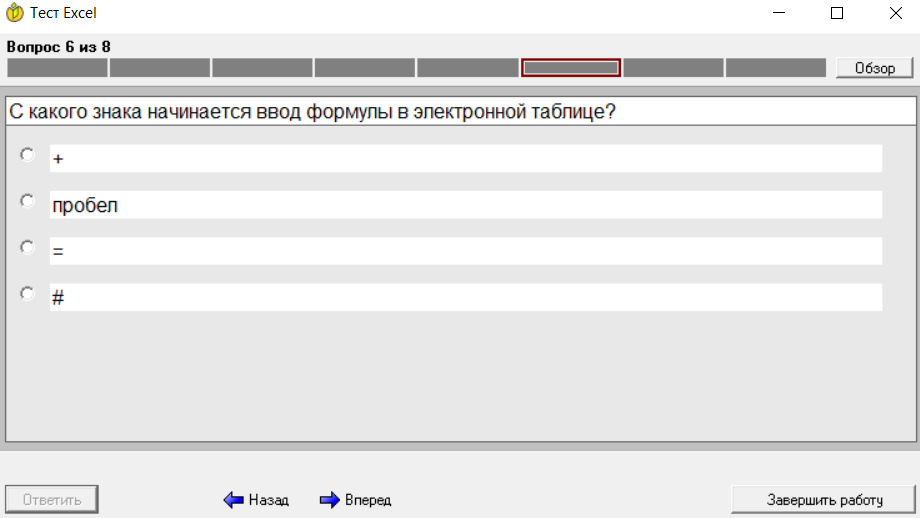 Тест Excel
Вопрос 6 из 8
Обзор
С какого знака начинается ввод формулы в электронной таблице?
+
пробел
=
#
Ответить
Назад
Вперед
Завершить работу